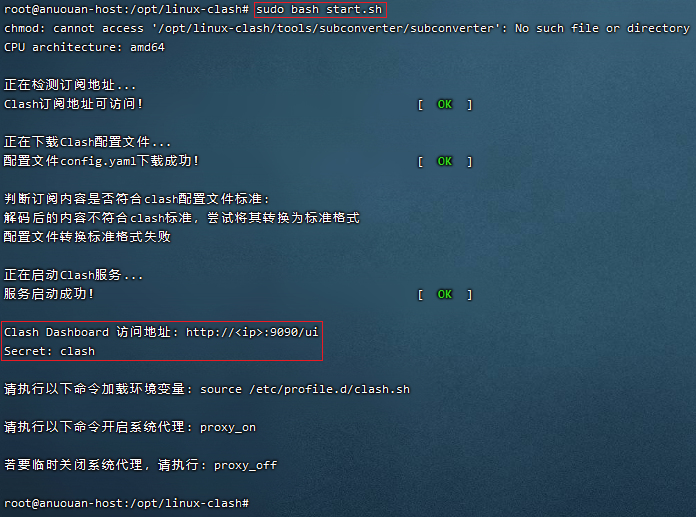 root@anuouan-host:/opt/linux-clash# sudo bash start.sh
chmod: cannot access '/opt/linux-clash/tools/subconverter/subconverter': No such file or directory
CPU architecture: amd64
正在检测订阅地址...
Clash订阅地址可访问! [ OK ]
正在下载Clash配置文件...
配置文件config.yaml下载成功! [ OK ]
判断订阅内容是否符合clash配置文件标准:
解码后的内容不符合clash标准, 尝试将其转换为标准格式
配置文件转换标准格式失败
正在启动Clash服务...
服务启动成功! [ OK ]
Clash Dashboard 访问地址: http://<ip>:9090/ui
Secret: clash
请执行以下命令加载环境变量: source /etc/profile.d/clash.sh
请执行以下命令开启系统代理: proxy_on
若要临时关闭系统代理, 请执行: proxy_off
root@anuouan-host:/opt/linux-clash#